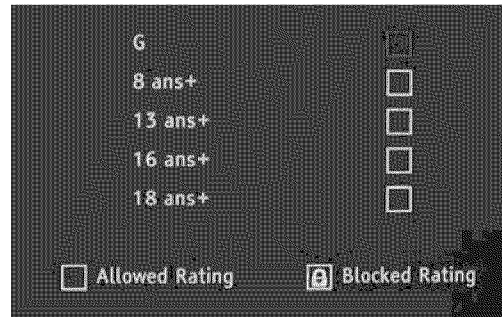 G
8 ans+
13 ans+
16 ans+
18 ans+
Allowed Rating Blocked Rating